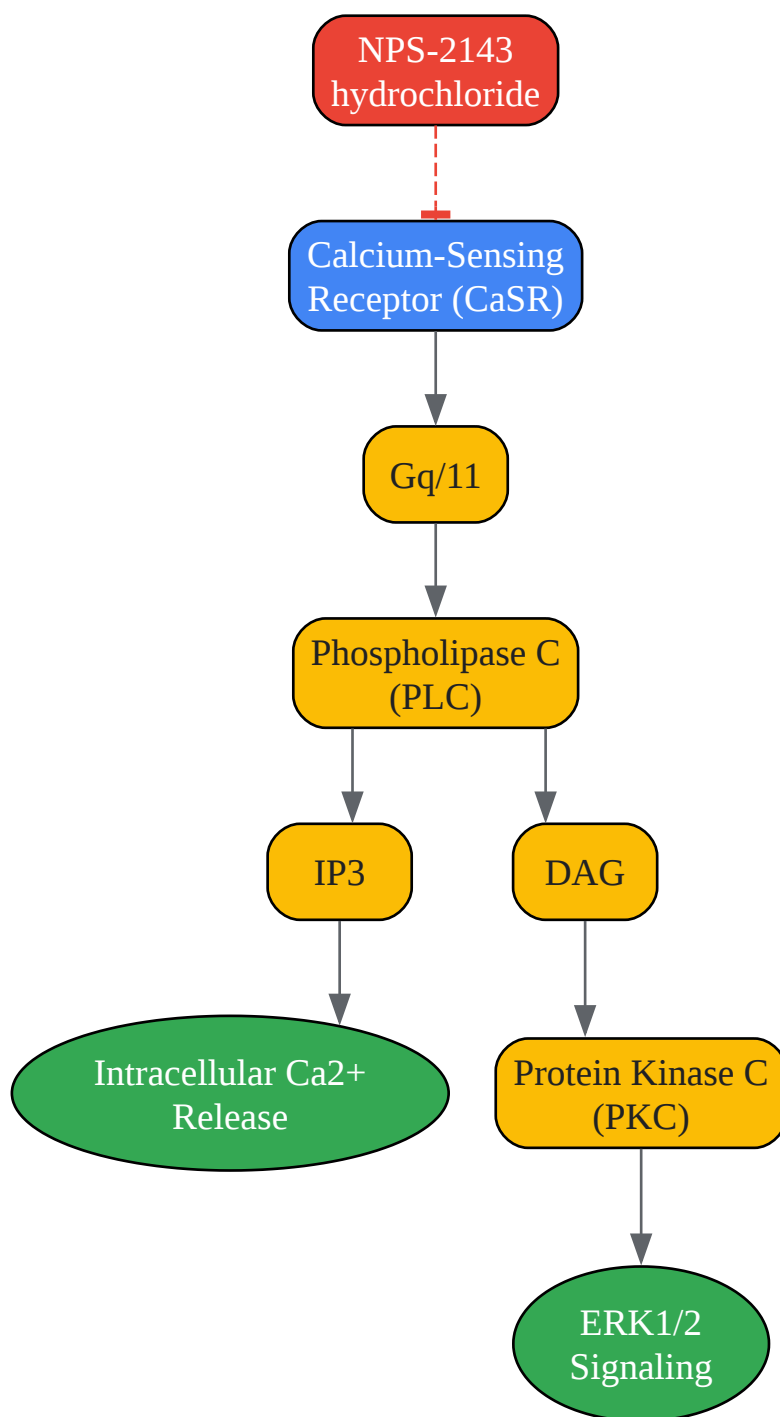 NPS-2143
hydrochloride
Calcium-Sensing
Receptor (CaSR)
Gq/11
Phospholipase C
(PLC)
IP3
DAG
Intracellular Ca2+
Release
Protein Kinase C
(PKC)
ERK1/2
Signaling